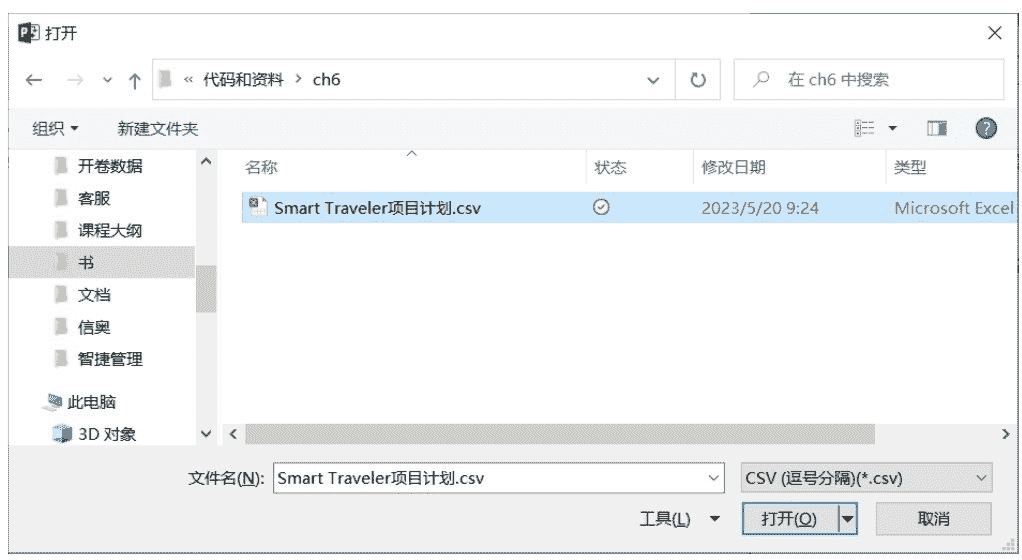 打开
« 代码和资料 > ch6
在 ch6 中搜索
组织 新建文件夹
开卷数据
客服
课程大纲
书
文档
信奥
智捷管理
此电脑
3D 对象
名称 状态 修改日期 类型
Smart Traveler项目计划.csv 2023/5/20 9:24 Microsoft Excel
文件名(N): Smart Traveler项目计划.csv CSV (逗号分隔)(*.csv)
工具(L) 打开(O) 取消